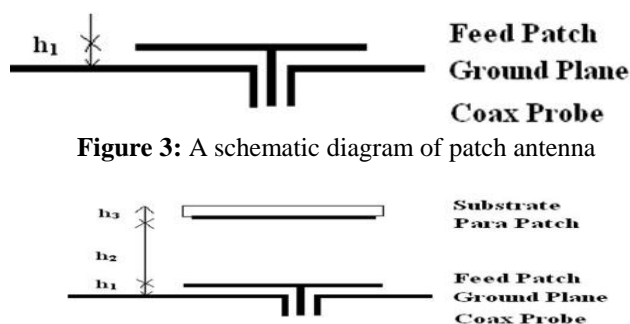 h1
Feed Patch
Ground Plane
Coax Probe
Figure 3: A schematic diagram of patch antenna
h3
h2
h1
Substrate
Para Patch
Feed Patch
Ground Plane
Coax Probe